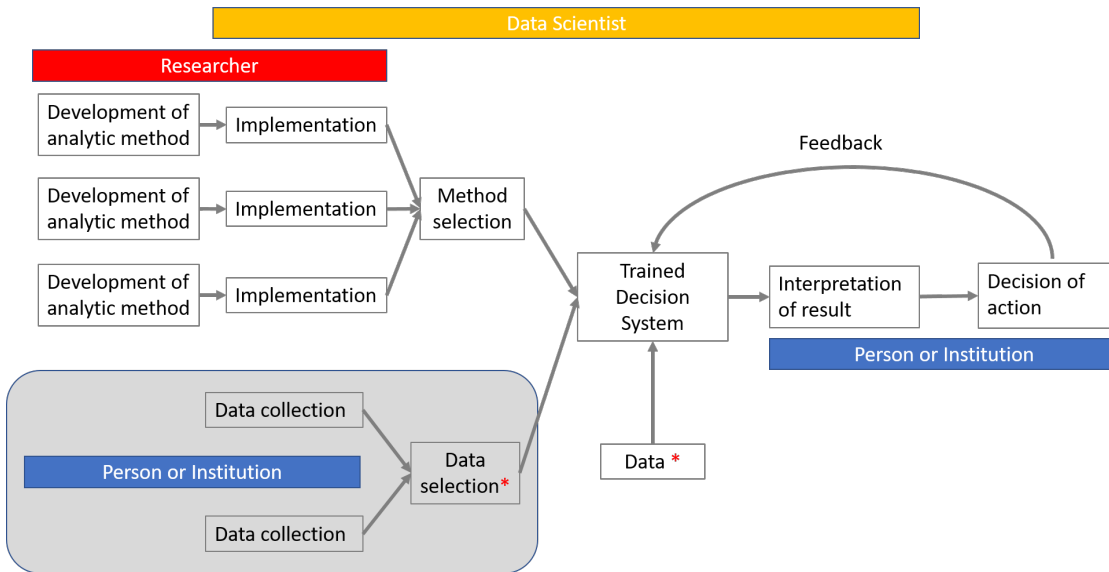 Data Scientist
Researcher
Development of
analytic method
Implementation
Development of
analytic method
Implementation
Development of
analytic method
Implementation
Method
selection
Feedback
Trained
Decision
System
Interpretation
of result
Decision of
action
Person or Institution
Data collection
Person or Institution
Data
selection*
Data collection
Data *